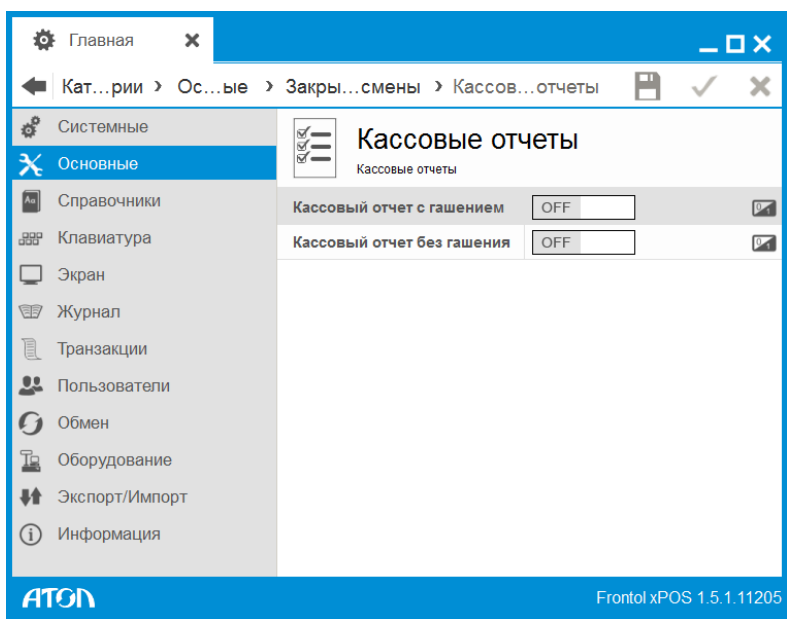 Главная
Кат...рии > Ос...ые > Закры...смены > Кассов...отчеты
Системные
Основные
Справочники
Клавиатура
Экран
Журнал
Транзакции
Пользователи
Обмен
Оборудование
Экспорт/Импорт
Информация
Кассовые отчеты
Кассовые отчеты
Кассовый отчет с гашением OFF
Кассовый отчет без гашения OFF
ATOL
Frontol xPOS 1.5.1.11205